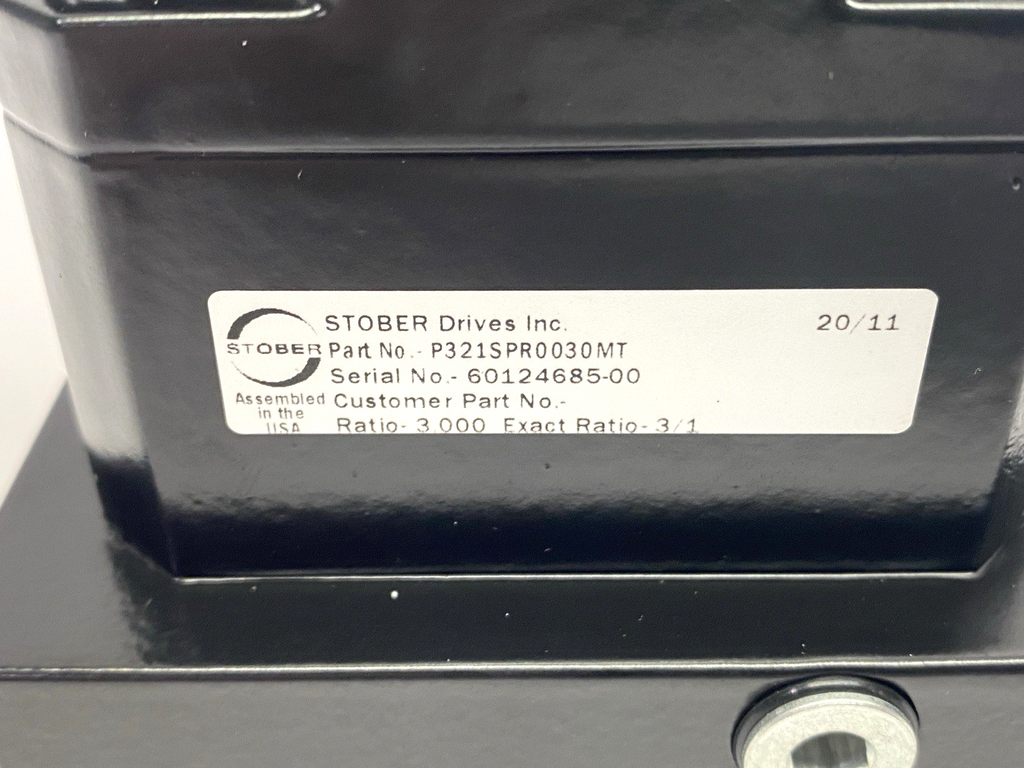 STOBER Drives Inc. 20/11
STOBER Part No.- P321SPR0030MT
Serial No.- 60124685-00
Assembled Customer Part No.-
in the
USA Ratio- 3.000 Exact Ratio- 3/1